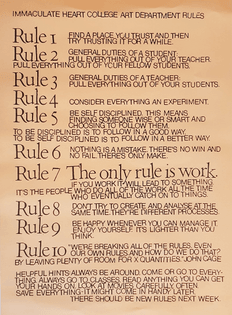 IMMACULATE HEART COLLEGE ART DEPARTMENT RULES
Rule 1 FIND A PLACE YOU TRUST AND THEN
TRY TRUSTING IT FOR A WHILE.
Rule 2 GENERAL DUTIES OF A STUDENT:
PULL EVERYTHING OUT OF YOUR TEACHER.
PULL EVERYTHING OUT OF YOUR FELLOW STUDENTS.
Rule 3 GENERAL DUTIES OF A TEACHER:
PULL EVERYTHING OUT OF YOUR STUDENTS.
Rule 4 CONSIDER EVERYTHING AN EXPERIMENT.
Rule 5 BE SELF DISCIPLINED. THIS MEANS
FINDING SOMEONE WISE OR SMART AND
CHOOSING TO FOLLOW THEM.
TO BE DISCIPLINED IS TO FOLLOW IN A GOOD WAY.
TO BE SELF DISCIPLINED IS TO FOLLOW IN A BETTER WAY.
Rule 6 NOTHING IS A MISTAKE. THERE'S NO WIN AND
NO FAIL. THERE'S ONLY MAKE.
Rule 7 The only rule is work.
IF YOU WORK IT WILL LEAD TO SOMETHING.
IT'S THE PEOPLE WHO DO ALL OF THE WORK ALL THE TIME
WHO EVENTUALLY CATCH ON TO THINGS.
Rule 8 DON'T TRY TO CREATE AND ANALYSE AT THE
SAME TIME. THEY'RE DIFFERENT PROCESSES.
Rule 9 BE HAPPY WHENEVER YOU CAN MANAGE IT.
ENJOY YOURSELF. IT'S LIGHTER THAN YOU
THINK.
Rule 10 "WE'RE BREAKING ALL OF THE RULES. EVEN
OUR OWN RULES AND HOW DO WE DO THAT?
BY LEAVING PLENTY OF ROOM FOR X QUANTITIES." JOHN CAGE
HELPFUL HINTS: ALWAYS BE AROUND. COME OR GO TO EVERY-
THING. ALWAYS GO TO CLASSES. READ ANYTHING YOU CAN GET
YOUR HANDS ON. LOOK AT MOVIES CAREFULLY, OFTEN.
SAVE EVERYTHING-IT MIGHT COME IN HANDY LATER.
THERE SHOULD BE NEW RULES NEXT WEEK.